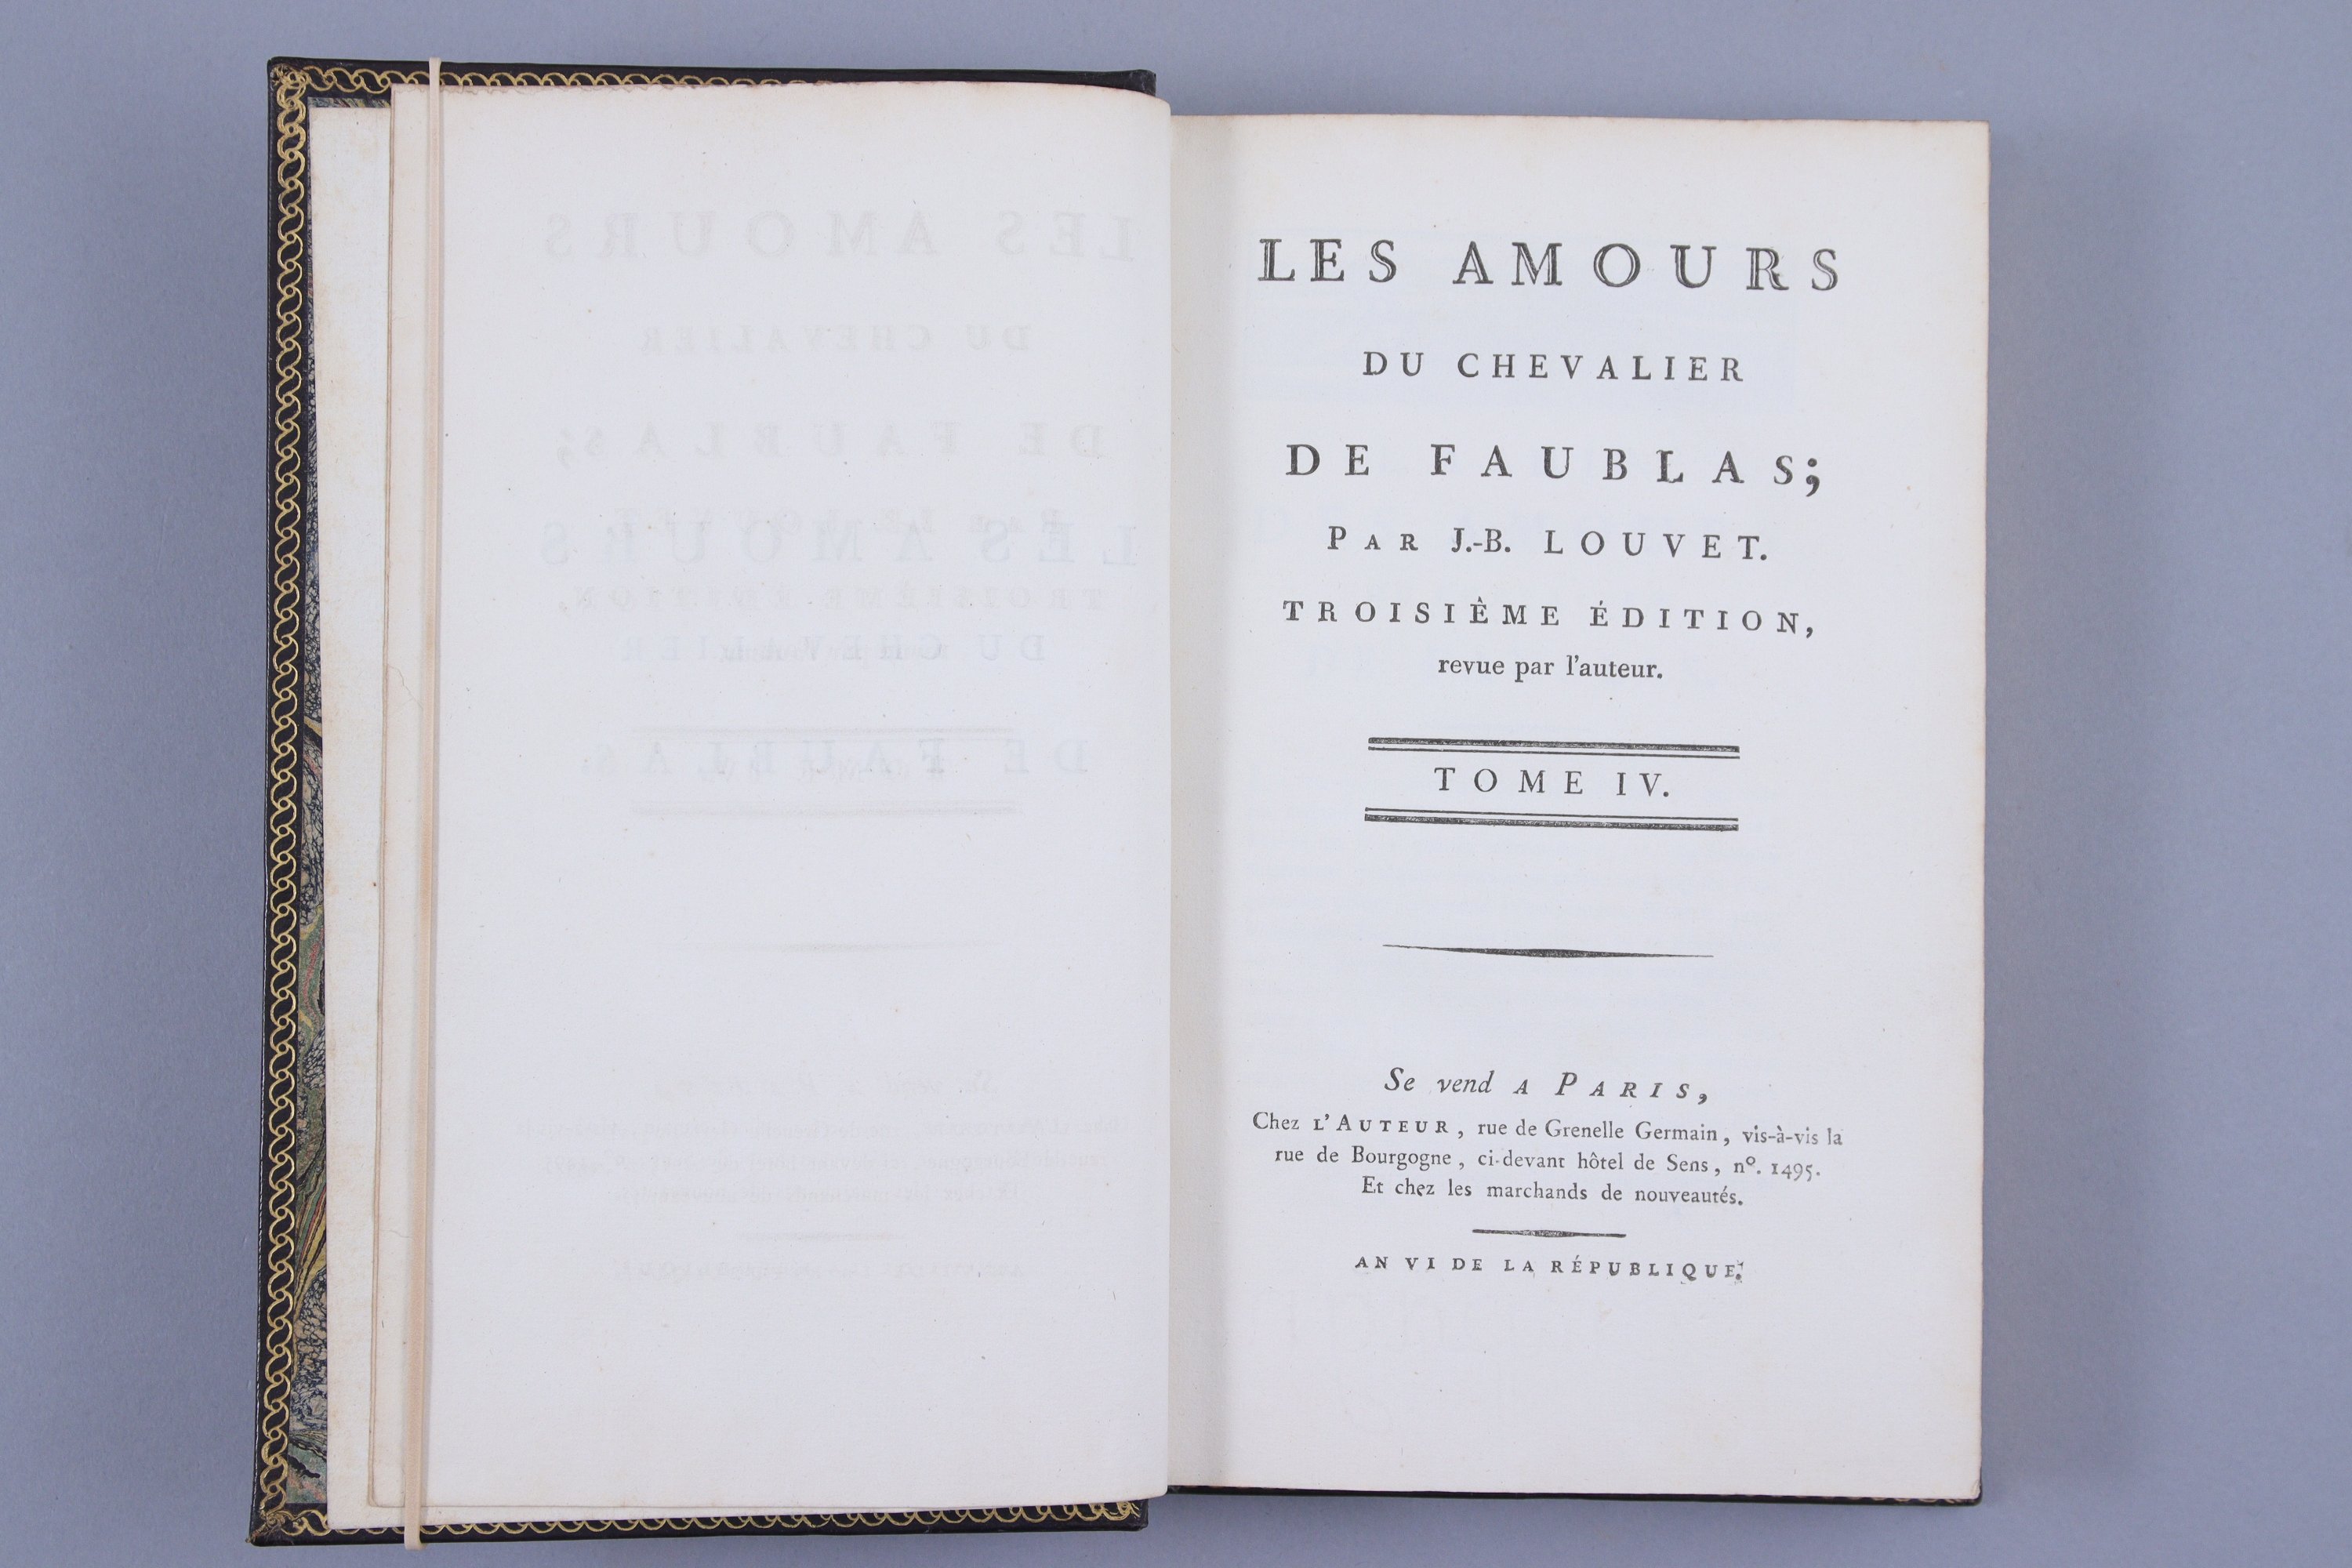 LES AMOURS
DU CHEVALIER
DE FAUBLAS;
PAR J.-B. LOUVET.
TROISIÈME ÉDITION,
revue par l'auteur.
TOME IV.
Se vend A PARIS,
Chez L'AUTEUR, rue de Grenelle Germain, vis-à-vis la
rue de Bourgogne, ci-devant hôtel de Sens, nº. 1495.
Et chez les marchands de nouveautés.
AN VI DE LA RÉPUBLIQUE.